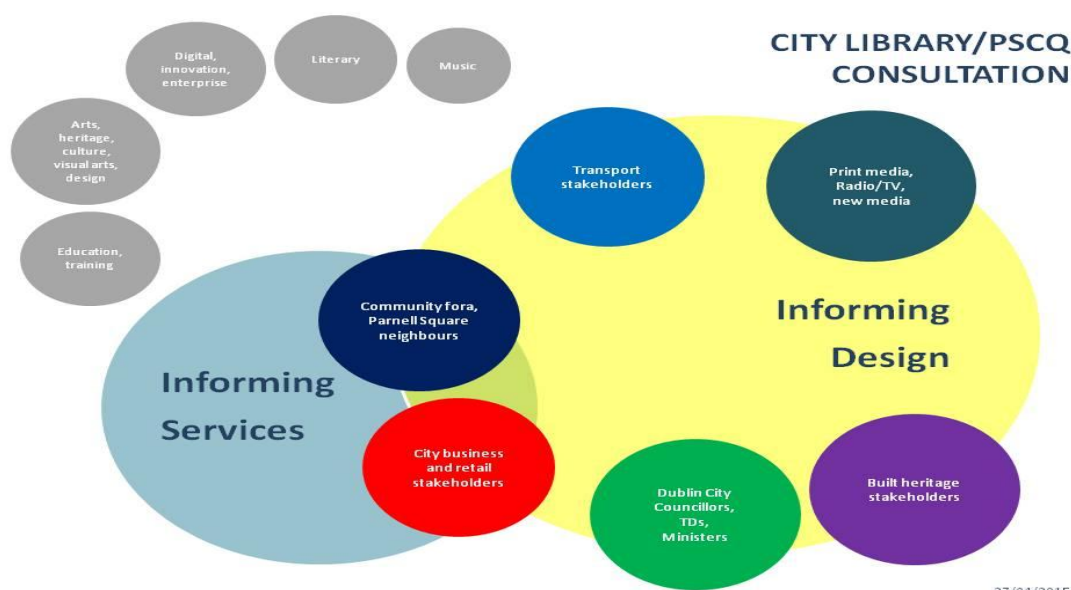 CITY LIBRARY/PSCQ
CONSULTATION
Digital,
innovation,
enterprise
Literary
Music
Arts,
heritage,
culture,
visual arts,
design
Education,
training
Transport
stakeholders
Print media,
Radio/TV,
new media
Community fora,
Parnell Square
neighbours
Informing
Services
Informing
Design
City business
and retail
stakeholders
Dublin City
Councillors,
TDs,
Ministers
Built heritage
stakeholders